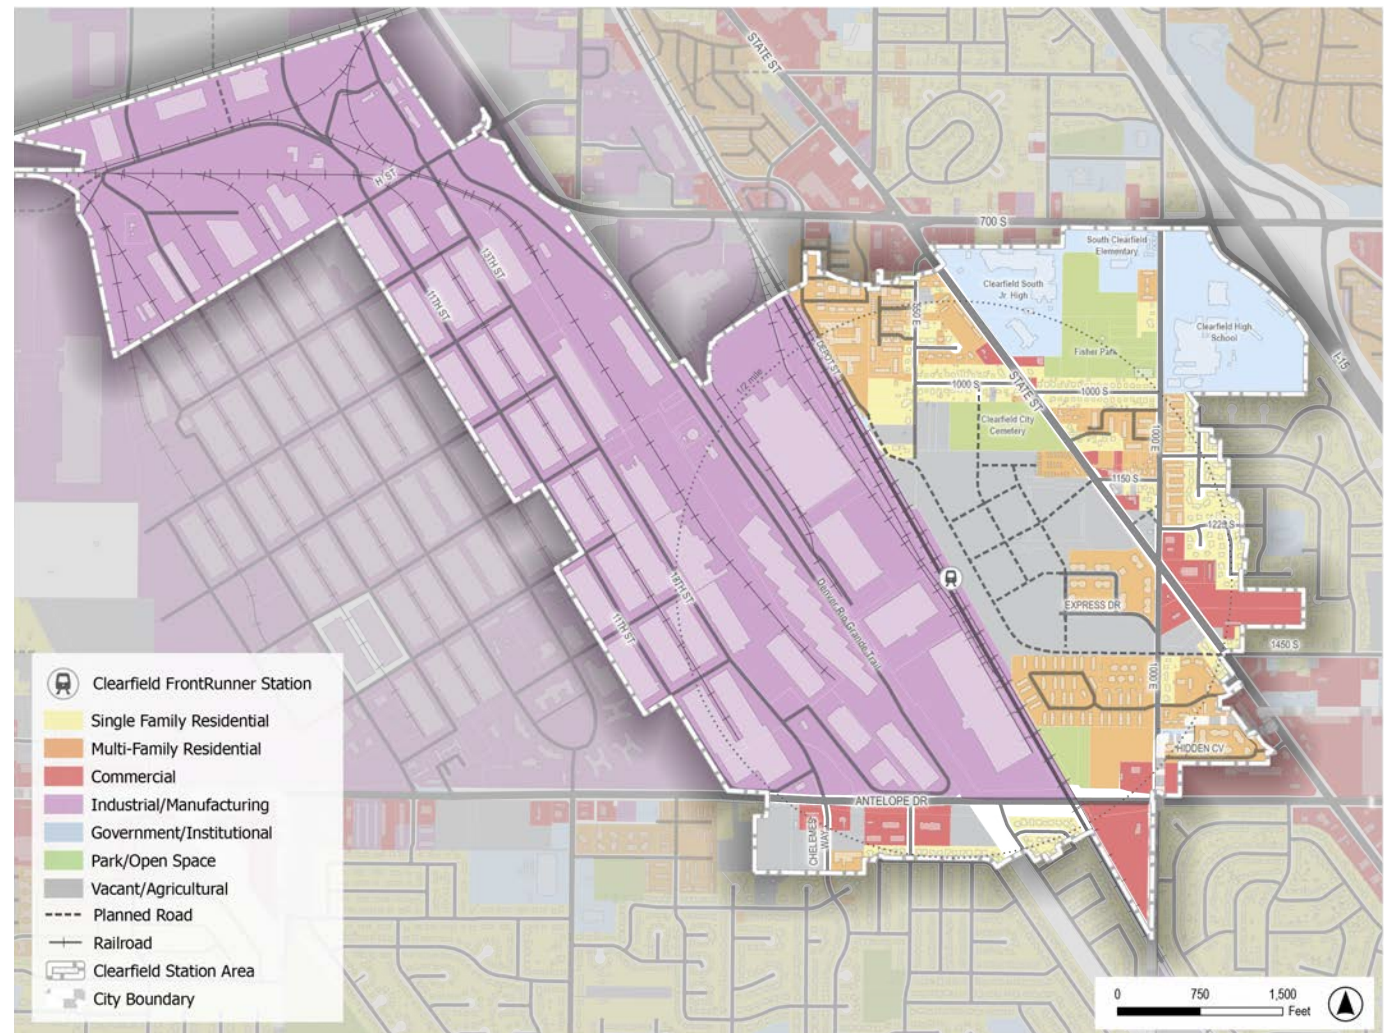 STATE ST
700 S
H ST
South Clearfield
Elementary
13TH ST
Clearfield South
Jr. High
11TH ST
850 E
Clearfield High
School
I-15
DEPOT ST
Fisher Park
1/2 mile
STATE ST
1000 S
1000 S
Clearfield City
Cemetery
1000 E
1150 S
1225 S
13TH ST
Denver Rio Grande Trail
EXPRESS DR
11TH ST
1450 S
1000 E
HIDDEN CV
ANTELOPE DR
CHELEMES
WAY
Clearfield FrontRunner Station
Single Family Residential
Multi-Family Residential
Commercial
Industrial/Manufacturing
Government/Institutional
Park/Open Space
Vacant/Agricultural
Planned Road
Railroad
Clearfield Station Area
City Boundary
0 750 1,500
Feet